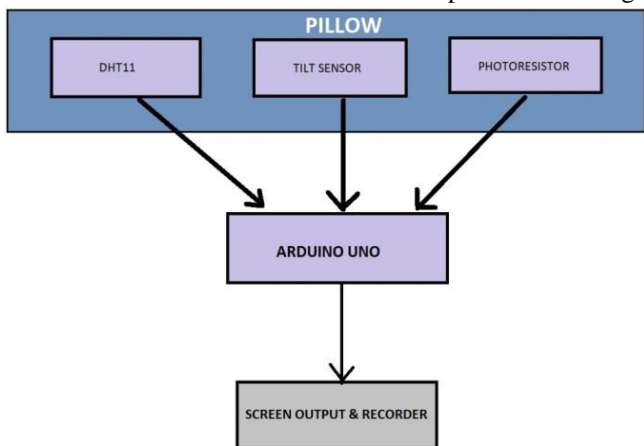 PILLOW
DHT11
TILT SENSOR
PHOTORESISTOR
ARDUINO UNO
SCREEN OUTPUT & RECORDER